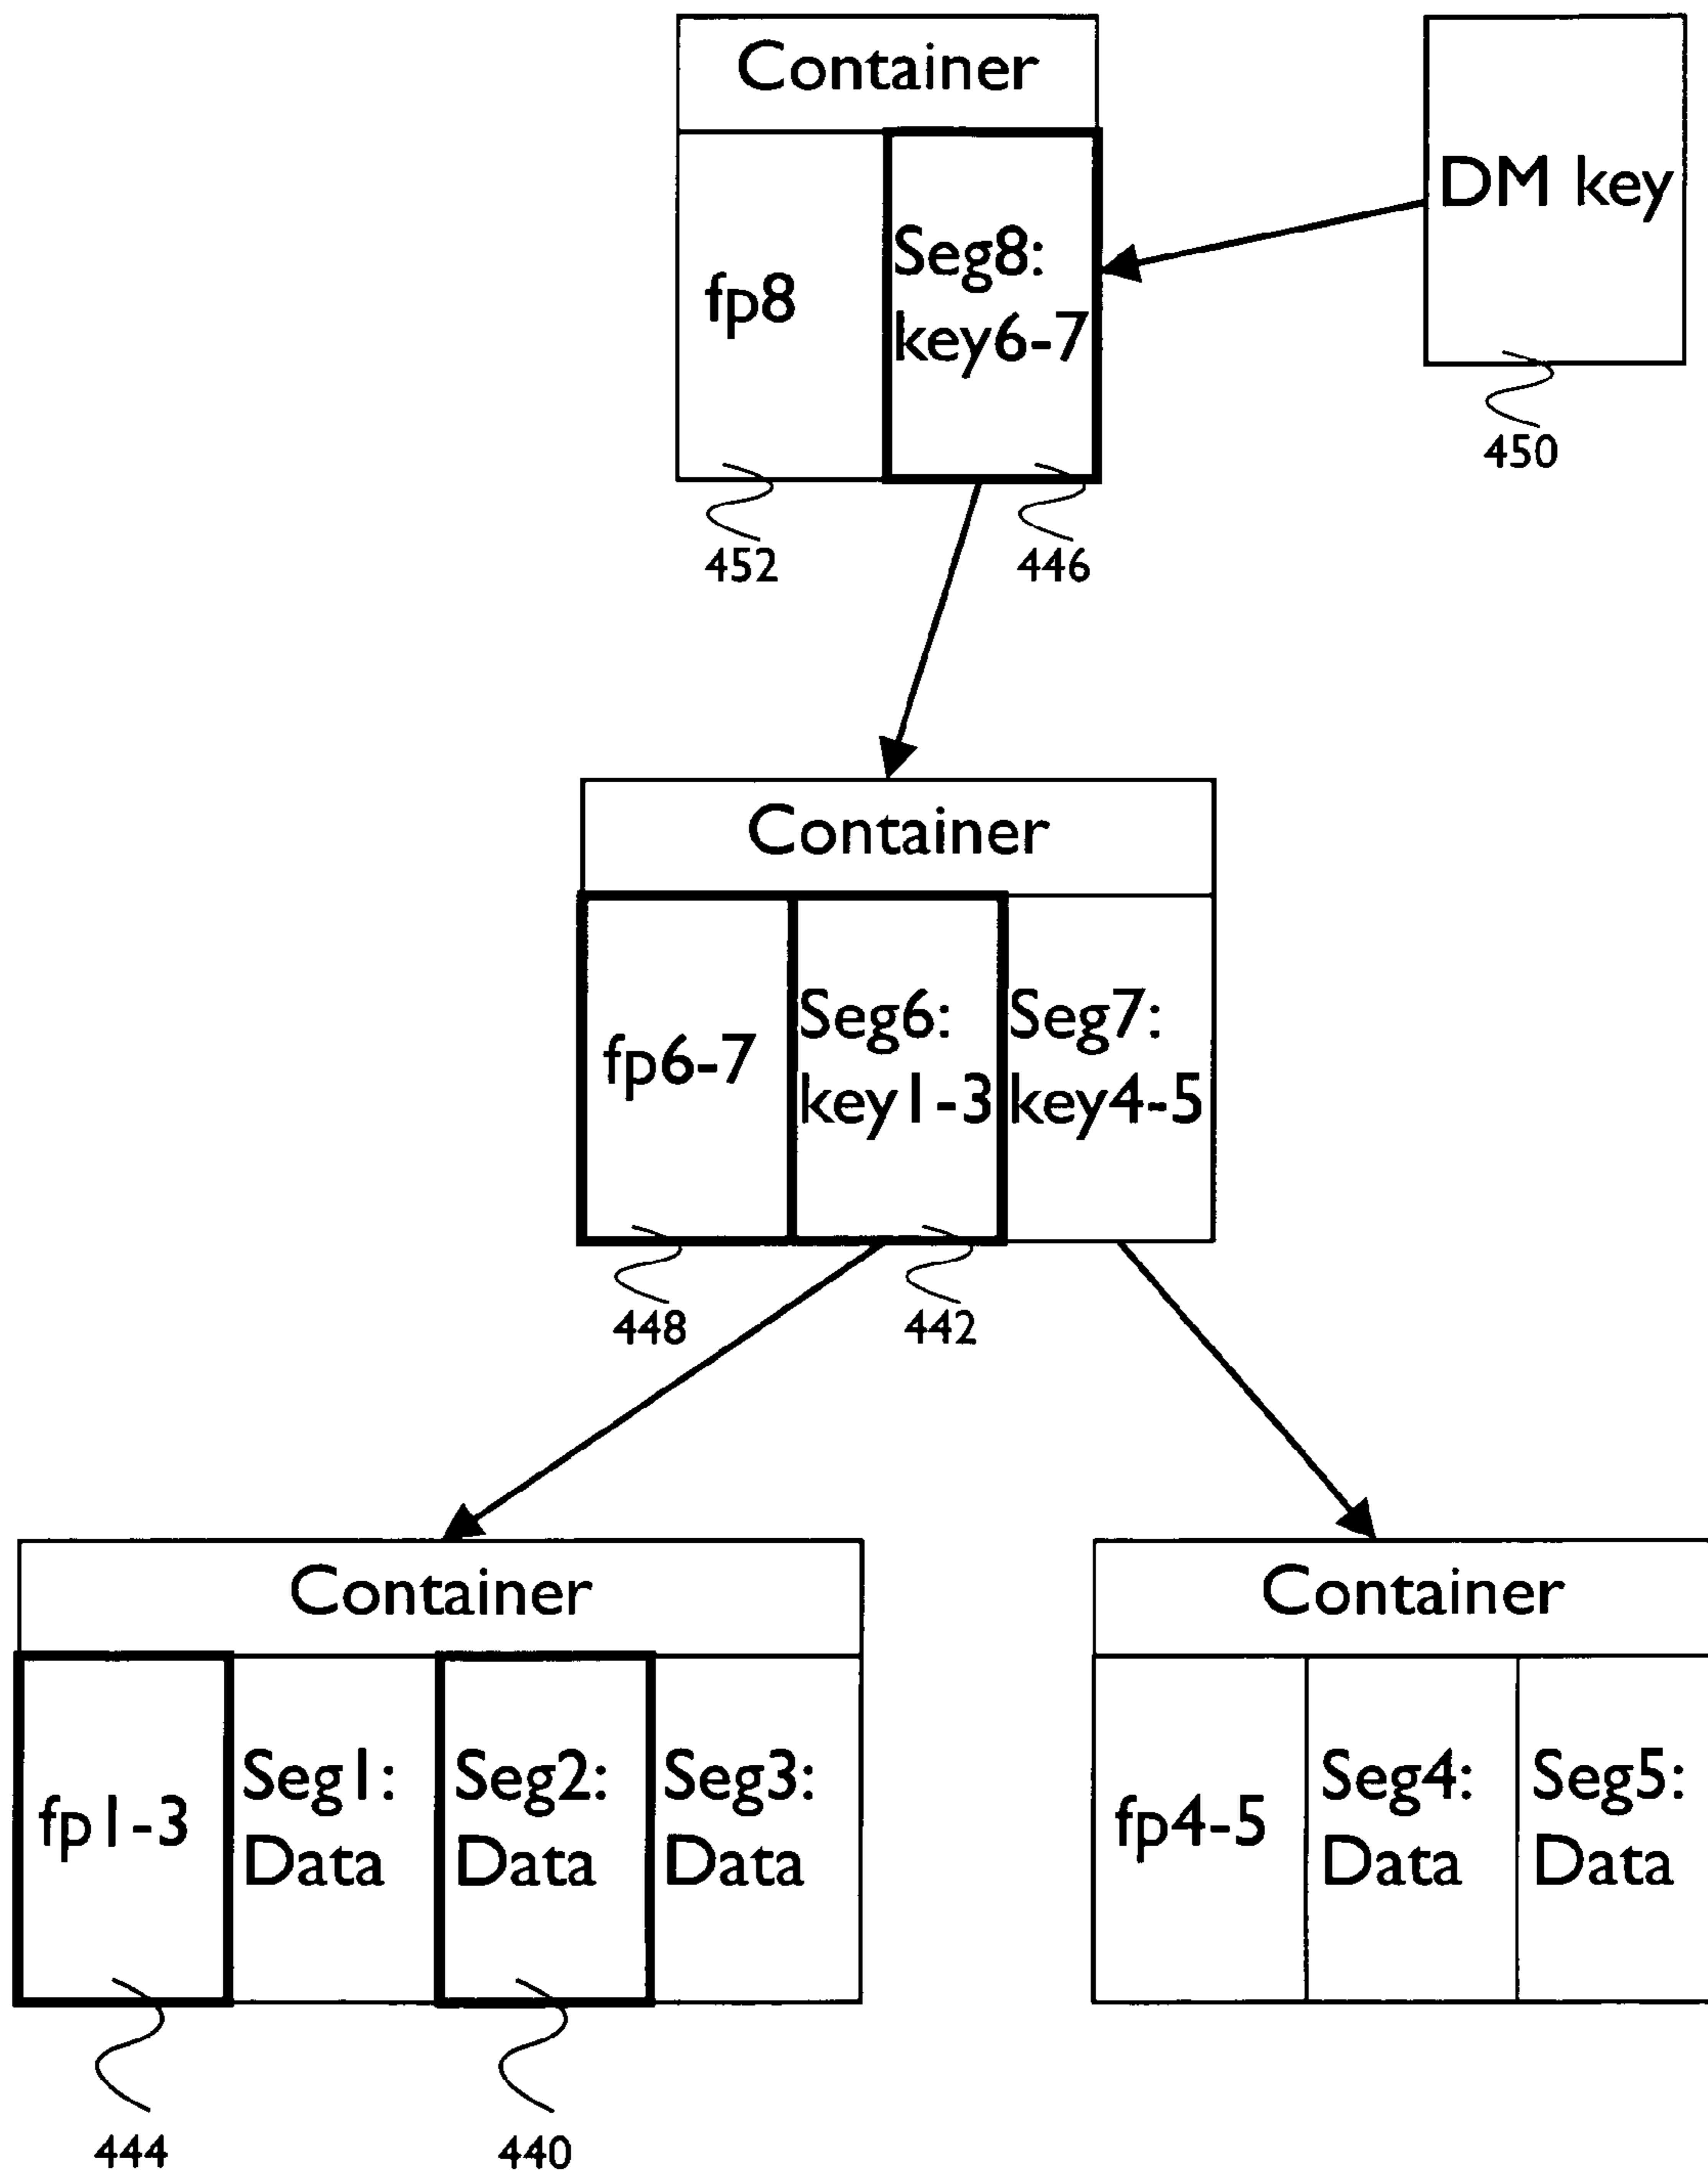 Container
DM key
fp8
Seg8:
key6-7
450
452
446
Container
fp6-7
Seg6:
key1-3
Seg7:
key4-5
448
442
Container
fp1-3
Seg1:
Data
Seg2:
Data
Seg3:
Data
Container
fp4-5
Seg4:
Data
Seg5:
Data
444
440